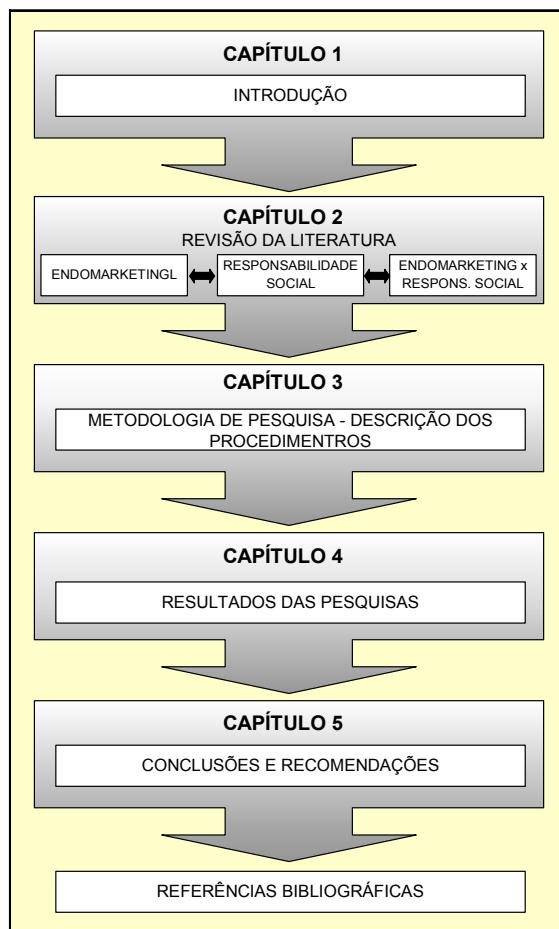 CAPÍTULO 1
INTRODUÇÃO
CAPÍTULO 2
REVISÃO DA LITERATURA
ENDOMARKETINGL
RESPONSABILIDADE
SOCIAL
ENDOMARKETING x
RESPONS. SOCIAL
CAPÍTULO 3
METODOLOGIA DE PESQUISA - DESCRIÇÃO DOS
PROCEDIMENTROS
CAPÍTULO 4
RESULTADOS DAS PESQUISAS
CAPÍTULO 5
CONCLUSÕES E RECOMENDAÇÕES
REFERÊNCIAS BIBLIOGRÁFICAS